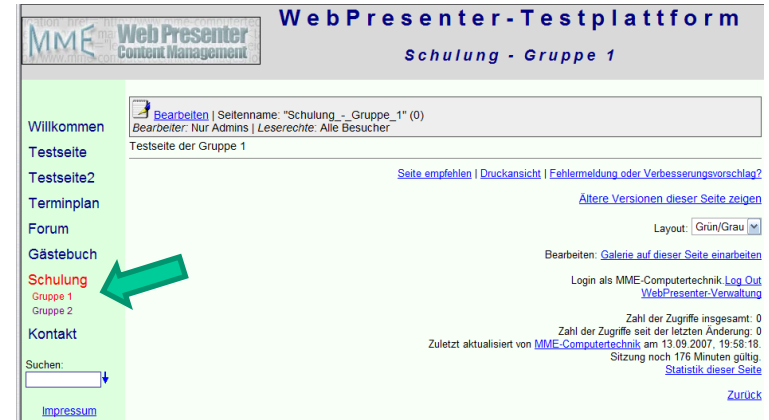 WebPresenter-Testplattform
MME
Web Presenter
Content Management
Schulung - Gruppe 1
Bearbeiten | Seitenname: "Schulung_-_Gruppe_1" (0)
Bearbeiter: Nur Admins | Leserechte: Alle Besucher
Testseite der Gruppe 1
Willkommen
Testseite
Testseite2
Terminplan
Forum
Gästebuch
Schulung
Gruppe 1
Gruppe 2
Kontakt
Suchen:
Impressum
Seite empfehlen | Druckansicht | Fehlermeldung oder Verbesserungsvorschlag?
Ältere Versionen dieser Seite zeigen
Layout: Grün/Grau
Bearbeiten: Galerie auf dieser Seite einarbeiten
Login als MME-Computertechnik.Log Out
WebPresenter-Verwaltung
Zahl der Zugriffe insgesamt: 0
Zahl der Zugriffe seit der letzten Änderung: 0
Zuletzt aktualisiert von MME-Computertechnik am 13.09.2007, 19:58:18.
Sitzung noch 176 Minuten gültig.
Statistik dieser Seite
Zurück